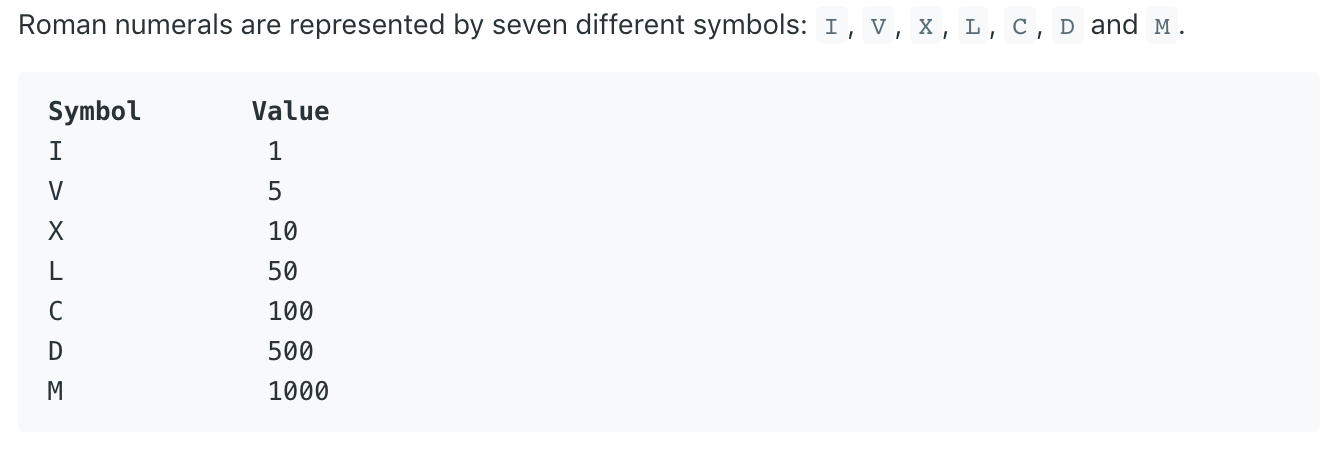 Roman numerals are represented by seven different symbols: I, V, X, L, C, D and M.
Symbol Value
I 1
V 5
X 10
L 50
C 100
D 500
M 1000